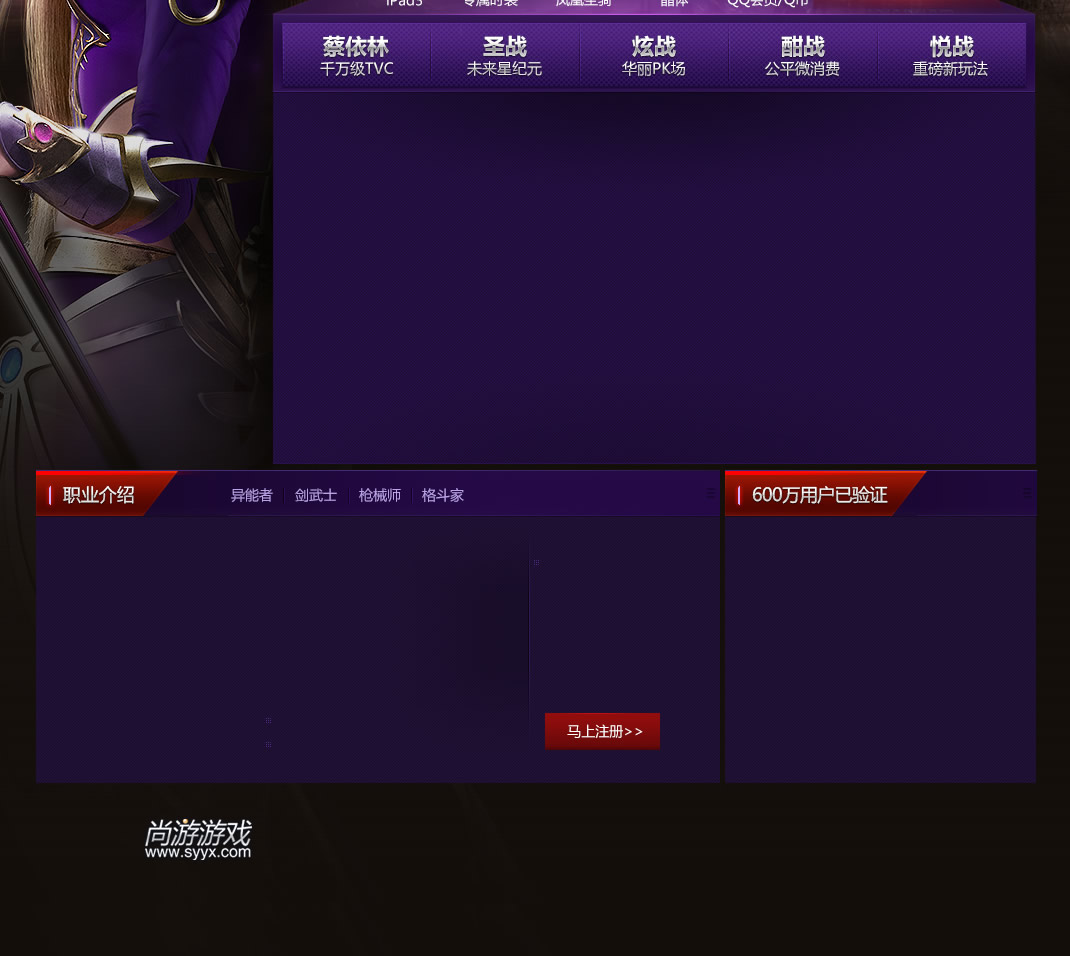 iPad3 专属时装 凤凰坐骑 晶体 QQ会员/Q币
蔡依林 圣战 炫战 酣战 悦战
千万级TVC 未来星纪元 华丽PK场 公平微消费 重磅新玩法
职业介绍 异能者 剑武士 枪械师 格斗家 600万用户已验证
马上注册>>
尚游游戏
www.syyx.com